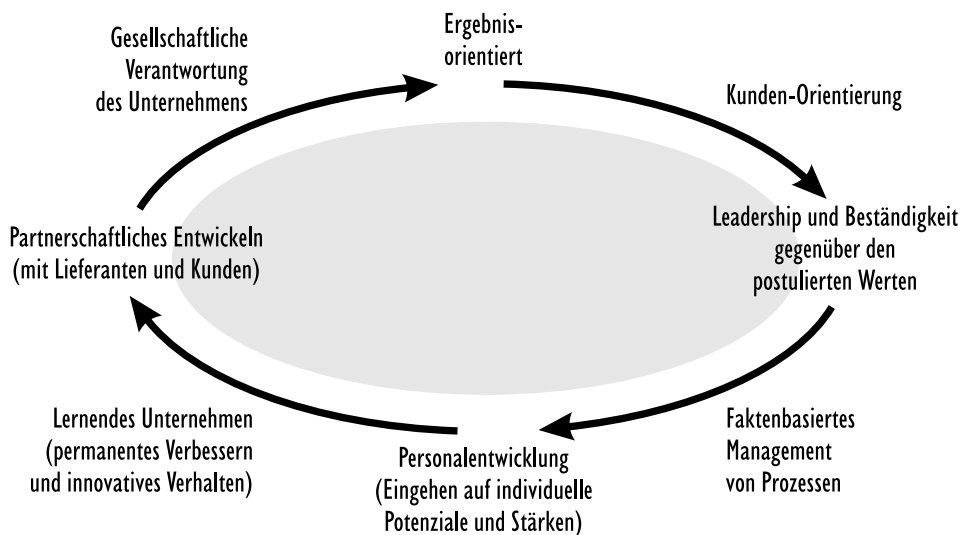 Ergebnis-
orientiert
Kunden-Orientierung
Leadership und Beständigkeit
gegenüber den
postulierten Werten
Faktenbasiertes
Management
von Prozessen
Personalentwicklung
(Eingehen auf individuelle
Potenziale und Stärken)
Lernendes Unternehmen
(permanentes Verbessern
und innovatives Verhalten)
Partnerschaftliches Entwickeln
(mit Lieferanten und Kunden)
Gesellschaftliche
Verantwortung
des Unternehmens